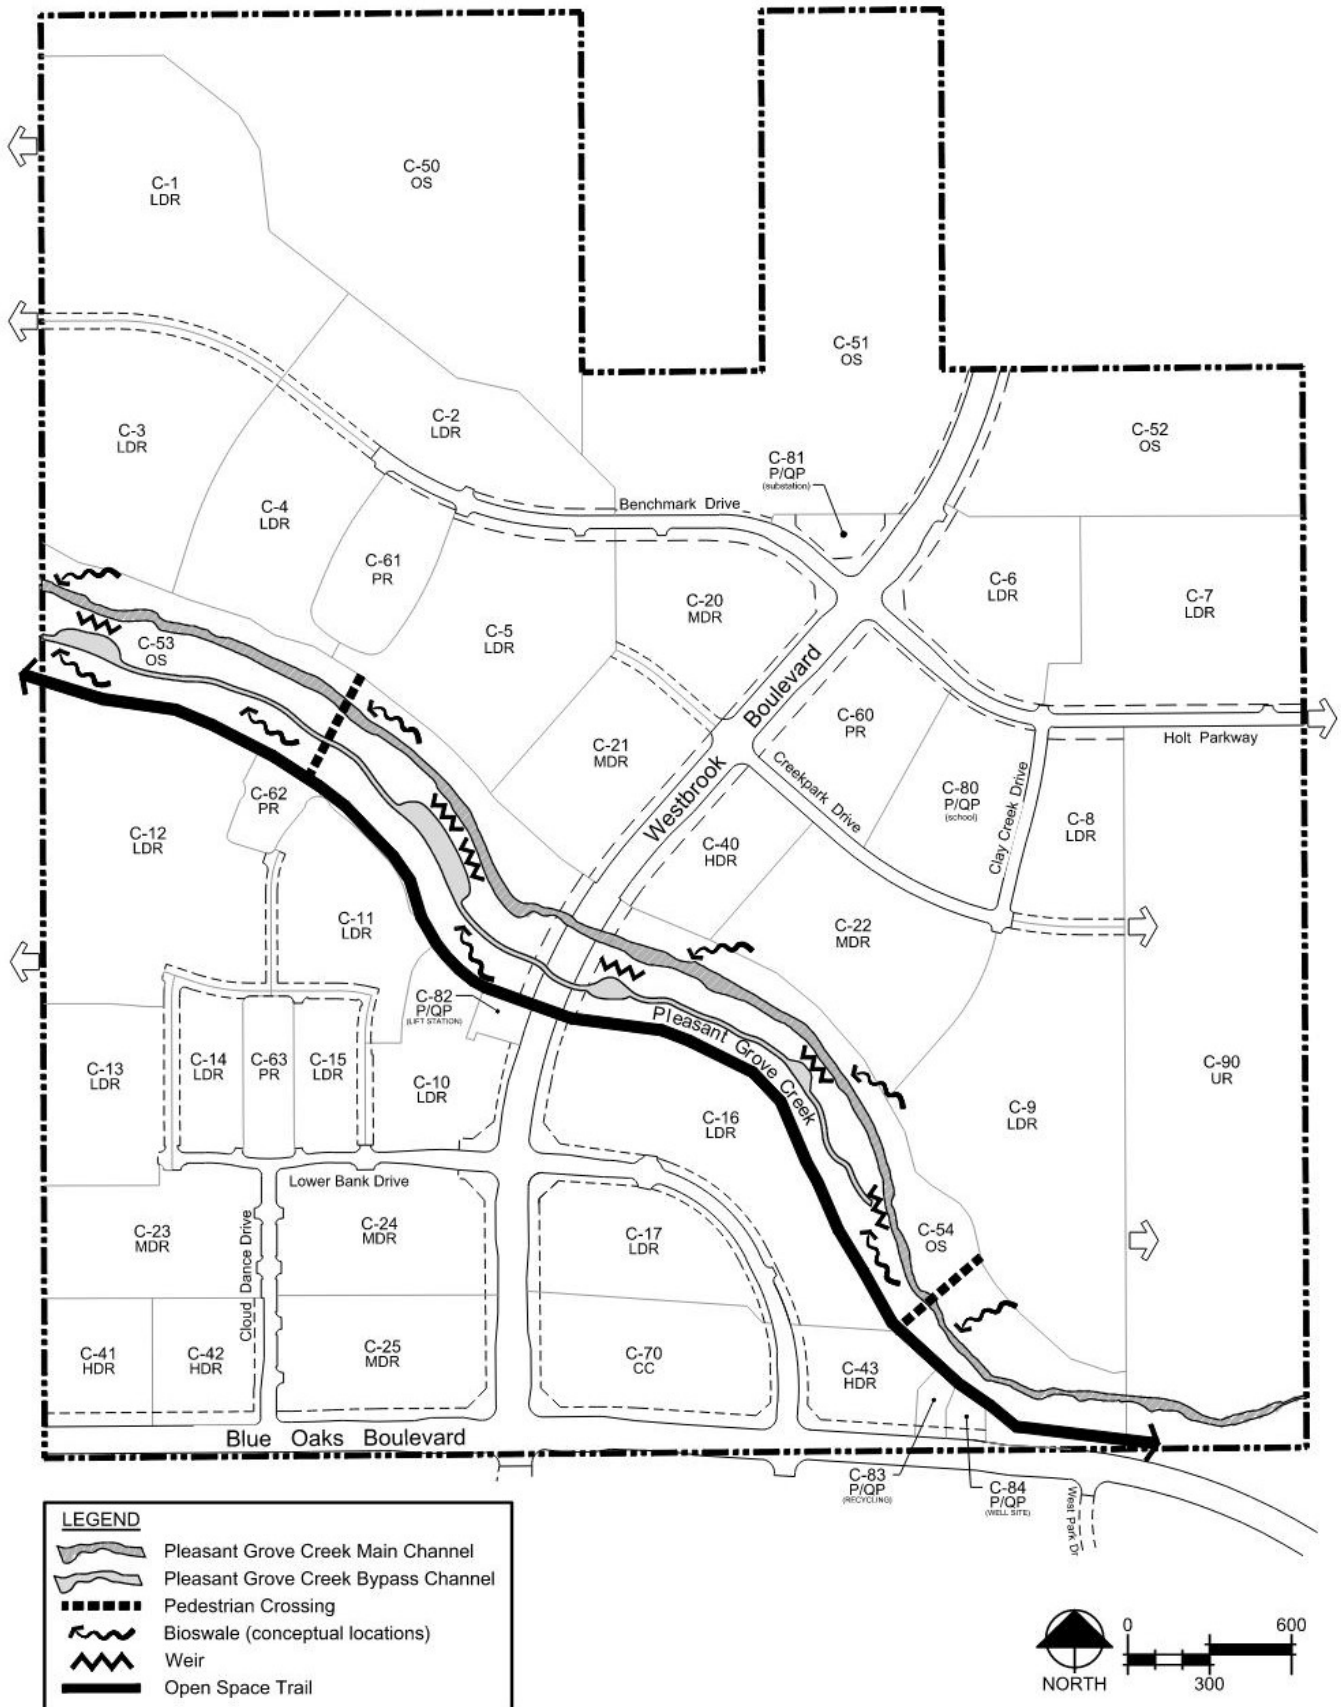 C-1
LDR
C-50
OS
C-51
OS
C-52
OS
C-3
LDR
C-2
LDR
C-81
P/QP
(substation)
Benchmark Drive
C-4
LDR
C-61
PR
C-6
LDR
C-7
LDR
C-20
MDR
C-5
LDR
C-53
OS
Westbrook Boulevard
C-60
PR
Holt Parkway
C-21
MDR
Creekpark Drive
C-80
P/QP
(school)
Clay Creek Drive
C-62
PR
C-12
LDR
C-8
LDR
C-40
HDR
C-11
LDR
C-22
MDR
C-82
P/QP
(LIFT STATION)
Pleasant Grove Creek
C-13
LDR
C-14
LDR
C-63
PR
C-15
LDR
C-10
LDR
C-16
LDR
C-9
LDR
C-90
UR
Lower Bank Drive
C-23
MDR
Cloud Dance Drive
C-24
MDR
C-17
LDR
C-54
OS
C-41
HDR
C-42
HDR
C-25
MDR
C-70
CC
C-43
HDR
Blue Oaks Boulevard
C-83
P/QP
(RECYCLING)
C-84
P/QP
(WELL SITE)
West Park Dr
LEGEND
Pleasant Grove Creek Main Channel
Pleasant Grove Creek Bypass Channel
Pedestrian Crossing
Bioswale (conceptual locations)
Weir
Open Space Trail
NORTH
0
600
300